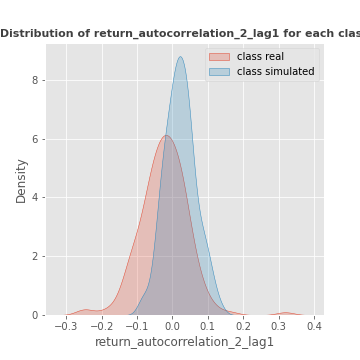 Distribution of return_autocorrelation_2_lag1 for each clas
class real
class simulated
Density
8
6
4
2
0
−0.3 −0.2 −0.1 0.0 0.1 0.2 0.3 0.4
return_autocorrelation_2_lag1